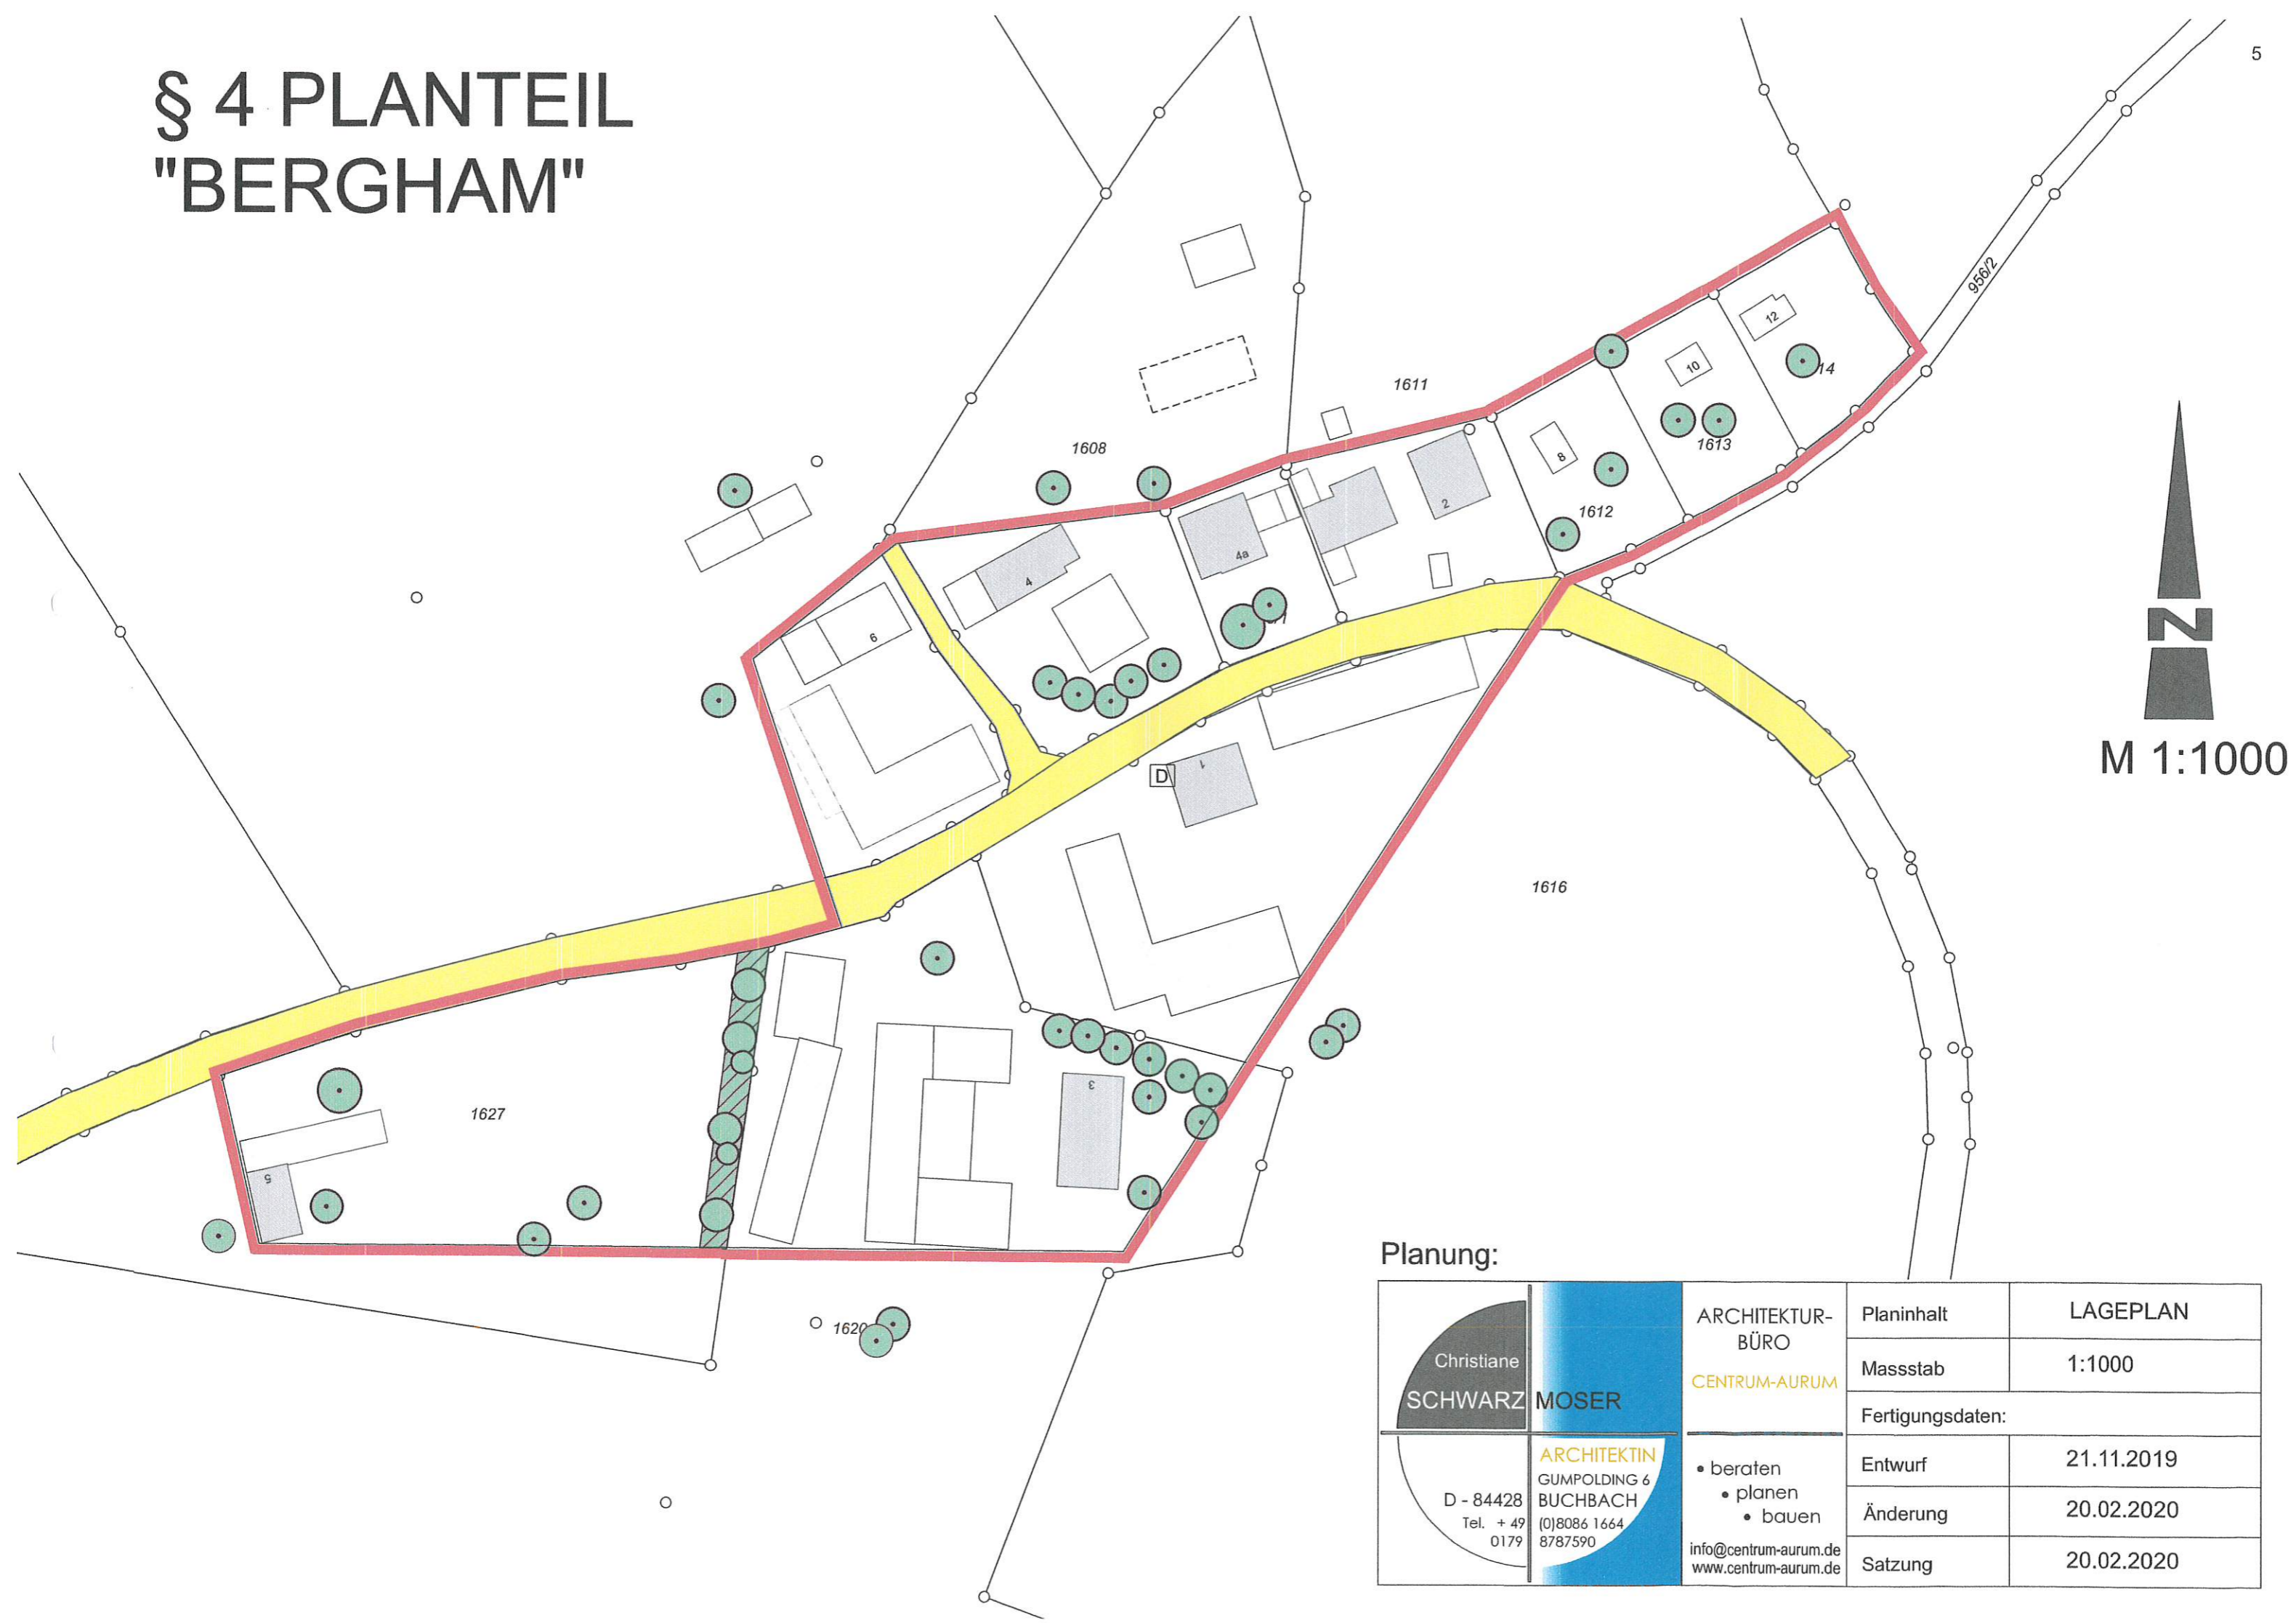 5
§ 4 PLANTEIL
"BERGHAM"
956/2
12
14
10
1611
1613
1608
8
1612
2
4a
4
6
1
D
M 1:1000
1616
1627
3
5
1620
N
Planung:
Christiane
SCHWARZ MOSER
ARCHITEKTIN
GUMPOLDING 6
D - 84428 BUCHBACH
Tel. + 49 (0)8086 1664
0179 8787590
ARCHITEKTUR-
BÜRO
CENTRUM-AURUM
• beraten
• planen
• bauen
info@centrum-aurum.de
www.centrum-aurum.de
Planinhalt LAGEPLAN
Massstab 1:1000
Fertigungsdaten:
Entwurf 21.11.2019
Änderung 20.02.2020
Satzung 20.02.2020